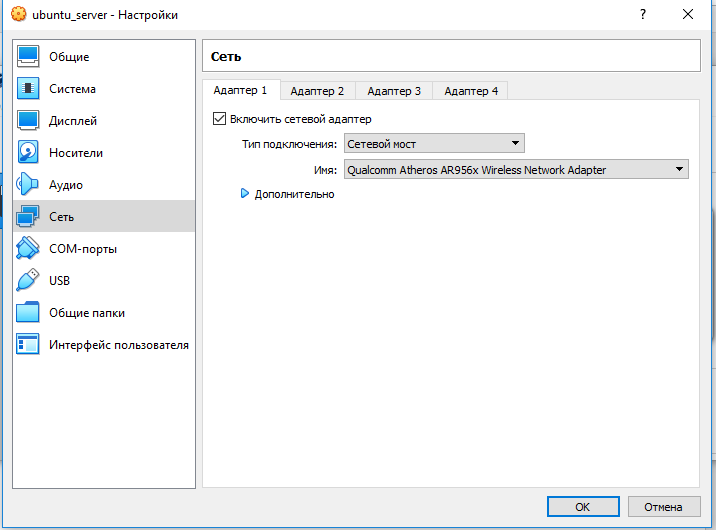 ubuntu_server - Настройки
?
Общие
Система
Дисплей
Носители
Аудио
Сеть
COM-порты
USB
Общие папки
Интерфейс пользователя
Сеть
Адаптер 1 Адаптер 2 Адаптер 3 Адаптер 4
Включить сетевой адаптер
Тип подключения: Сетевой мост
Имя: Qualcomm Atheros AR956x Wireless Network Adapter
Дополнительно
OK Отмена